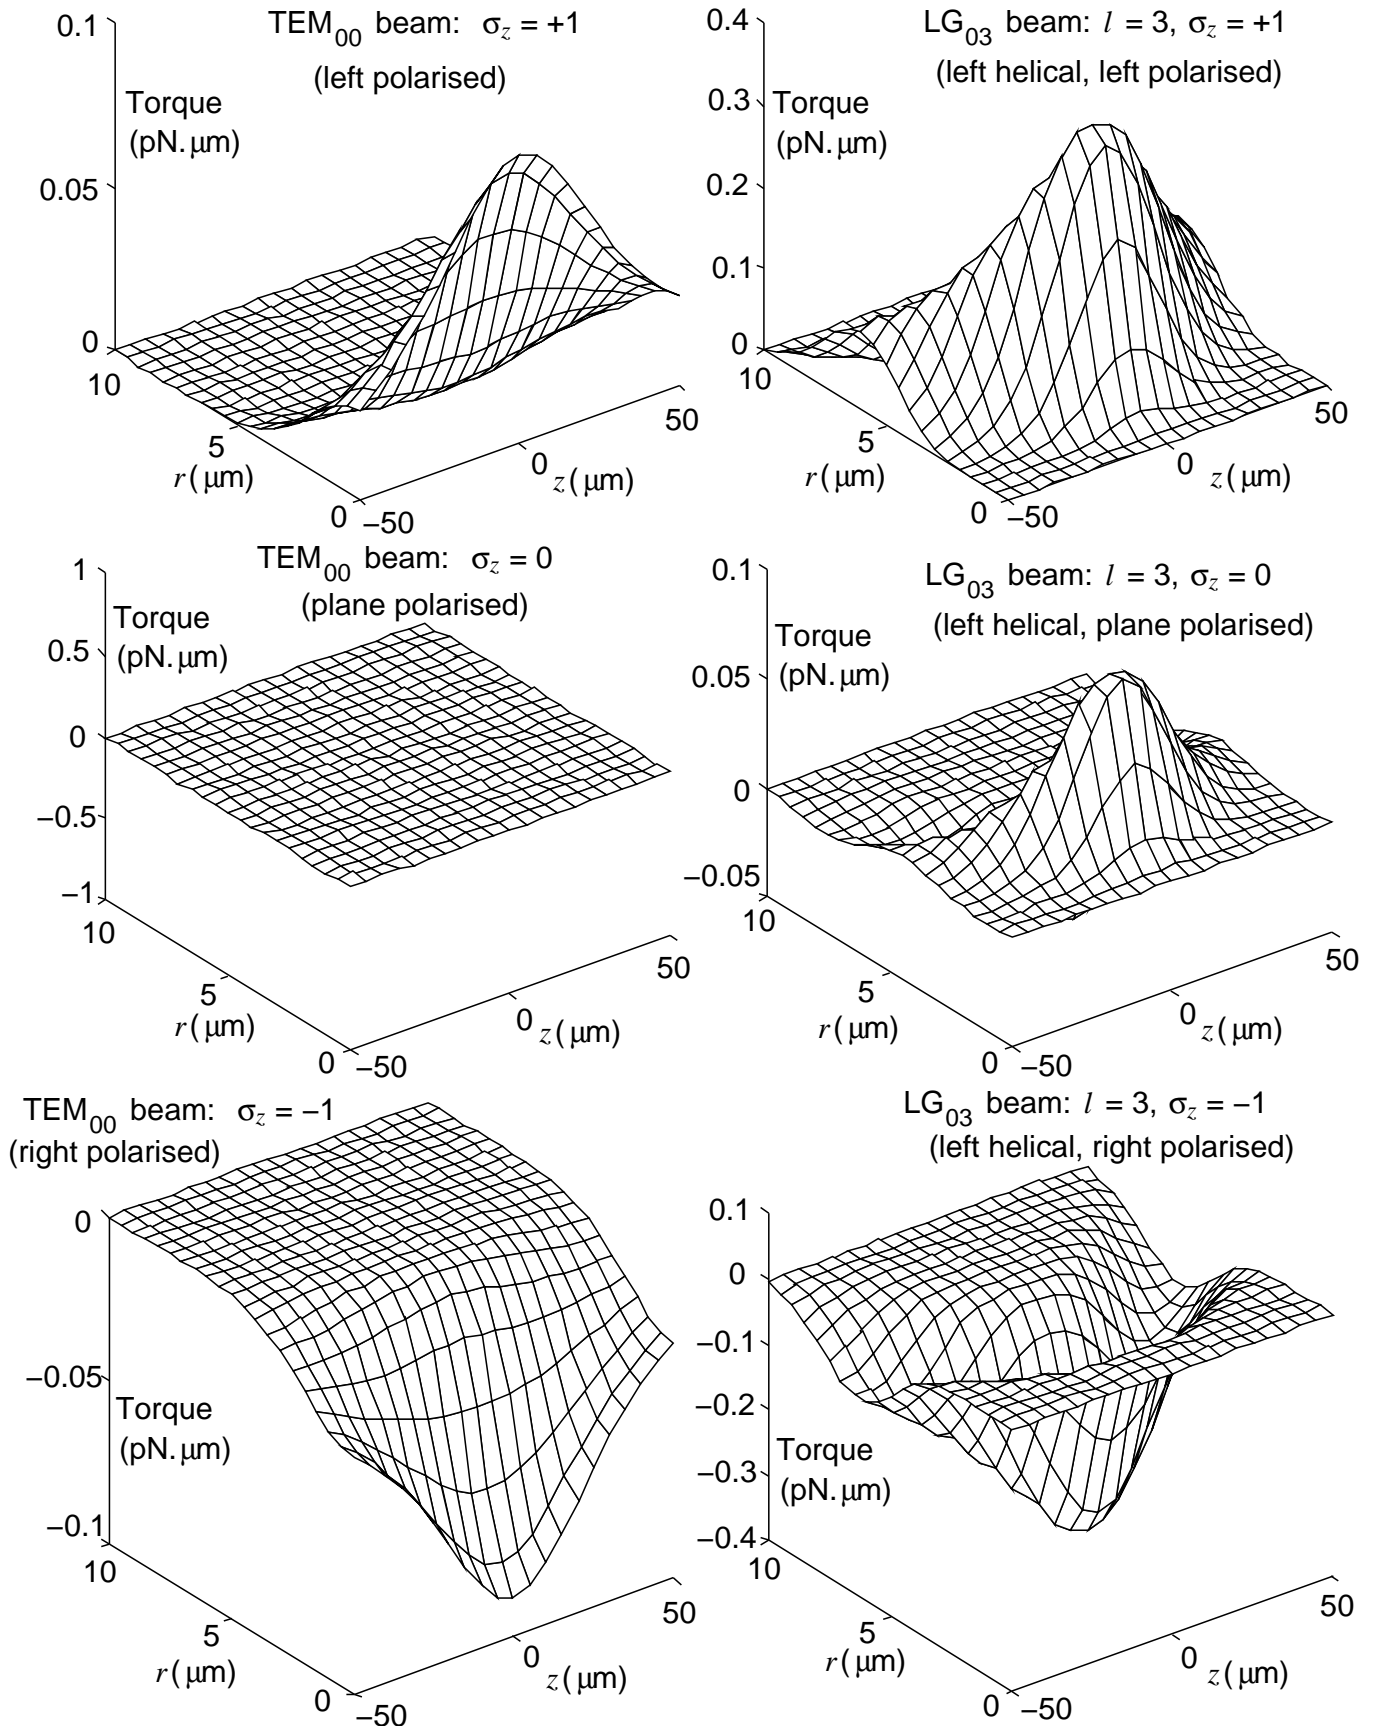 TEM00 beam: σz = +1
(left polarised)
0.1
Torque
(pN.µm)
0.05
0
10
5
r(µm)
0
−50
0
z(µm)
50
LG03 beam: l = 3, σz = +1
(left helical, left polarised)
0.4
0.3
Torque
(pN.µm)
0.2
0.1
0
10
5
r(µm)
0
−50
0
z(µm)
50
TEM00 beam: σz = 0
(plane polarised)
1
Torque
(pN.µm)
0.5
0
−0.5
−1
10
5
r(µm)
0
−50
0
z(µm)
50
LG03 beam: l = 3, σz = 0
(left helical, plane polarised)
0.1
Torque
(pN.µm)
0.05
0
−0.05
10
5
r(µm)
0
−50
0
z(µm)
50
TEM00 beam: σz = −1
(right polarised)
0
−0.05
Torque
(pN.µm)
−0.1
10
5
r(µm)
0
−50
0
z(µm)
50
LG03 beam: l = 3, σz = −1
(left helical, right polarised)
0.1
0
−0.1
−0.2
Torque
−0.3
(pN.µm)
−0.4
10
5
r(µm)
0
−50
0
z(µm)
50